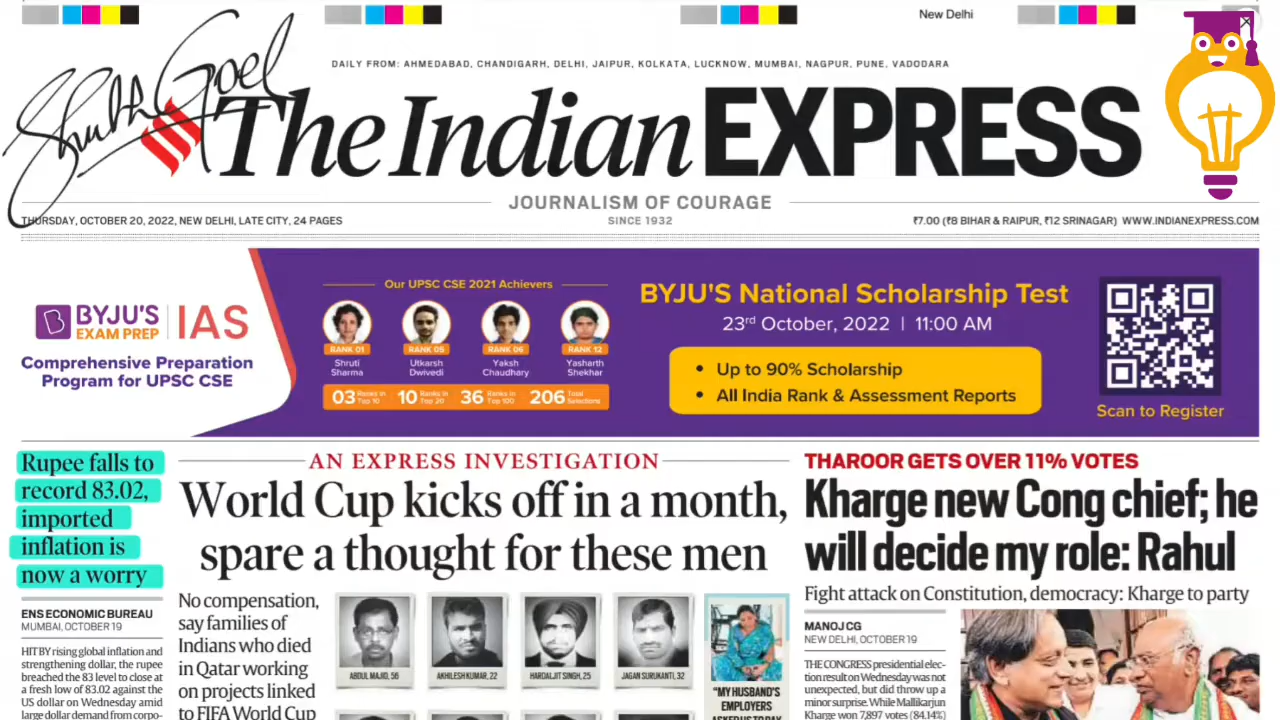 New Delhi
Shubh Goel
DAILY FROM: AHMEDABAD, CHANDIGARH, DELHI, JAIPUR, KOLKATA, LUCKNOW, MUMBAI, NAGPUR, PUNE, VADODARA
The Indian EXPRESS
JOURNALISM OF COURAGE
SINCE 1932
THURSDAY, OCTOBER 20, 2022, NEW DELHI, LATE CITY, 24 PAGES
₹7.00 (₹8 BIHAR & RAIPUR, ₹12 SRINAGAR) WWW.INDIANEXPRESS.COM
BYJU'S
EXAM PREP
IAS
Comprehensive Preparation
Program for UPSC CSE
Our UPSC CSE 2021 Achievers
RANK 01
Shruti
Sharma
RANK 05
Utkarsh
Dwivedi
RANK 06
Yaksh
Chaudhary
RANK 12
Yasharth
Shekhar
03 Ranks in Top 10
10 Ranks in Top 20
36 Ranks in Top 100
206 Total Selections
BYJU'S National Scholarship Test
23rd October, 2022 | 11:00 AM
• Up to 90% Scholarship
• All India Rank & Assessment Reports
Scan to Register
Rupee falls to
record 83.02,
imported
inflation is
now a worry
ENS ECONOMIC BUREAU
MUMBAI, OCTOBER 19
HIT BY rising global inflation and
strengthening dollar, the rupee
breached the 83 level to close at
a fresh low of 83.02 against the
US dollar on Wednesday amid
large dollar demand from corpo-
AN EXPRESS INVESTIGATION
World Cup kicks off in a month,
spare a thought for these men
No compensation,
say families of
Indians who died
in Qatar working
on projects linked
to FIFA World Cup
ABDUL MAJID, 56
AKHILESH KUMAR, 22
HARDALJIT SINGH, 25
JAGAN SURUKANTI, 32
"MY HUSBAND'S
EMPLOYERS
ASKED US TO PAY
THAROOR GETS OVER 11% VOTES
Kharge new Cong chief; he
will decide my role: Rahul
Fight attack on Constitution, democracy: Kharge to party
MANOJ CG
NEW DELHI, OCTOBER 19
THE CONGRESS presidential elec-
tion result on Wednesday was not
unexpected, but did throw up a
minor surprise. While Mallikarjun
Kharge won 7,897 votes (84.14%)